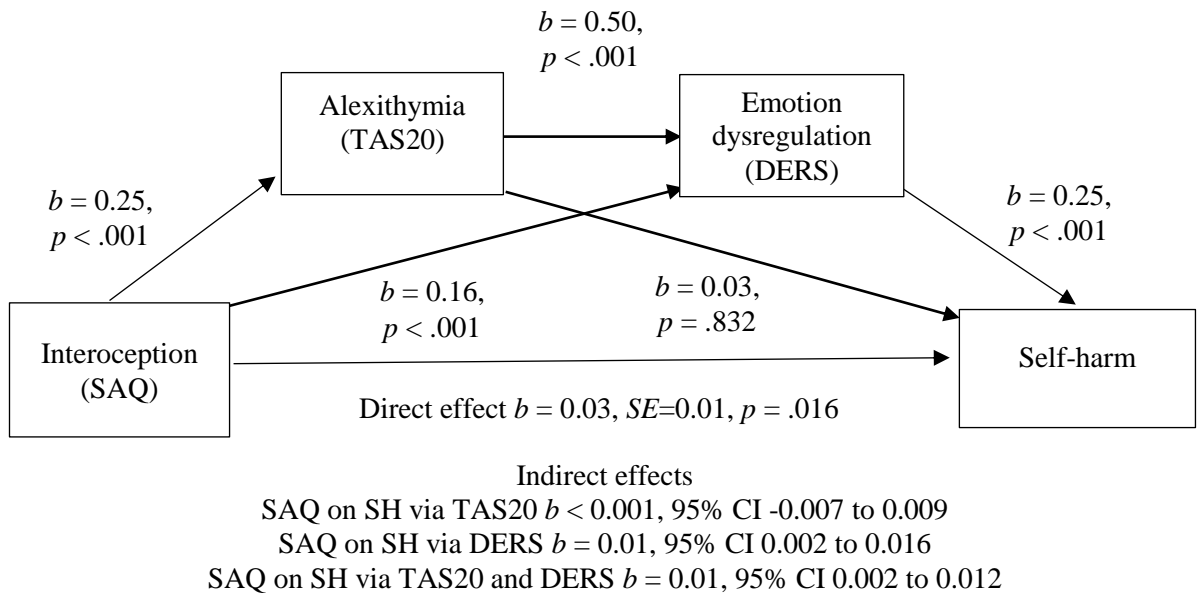 b = 0.50,
p < .001
Alexithymia
(TAS20)
Emotion
dysregulation
(DERS)
b = 0.25,
p < .001
b = 0.25,
p < .001
b = 0.16,
p < .001
b = 0.03,
p = .832
Interoception
(SAQ)
Self-harm
Direct effect b = 0.03, SE=0.01, p = .016
Indirect effects
SAQ on SH via TAS20 b < 0.001, 95% CI -0.007 to 0.009
SAQ on SH via DERS b = 0.01, 95% CI 0.002 to 0.016
SAQ on SH via TAS20 and DERS b = 0.01, 95% CI 0.002 to 0.012